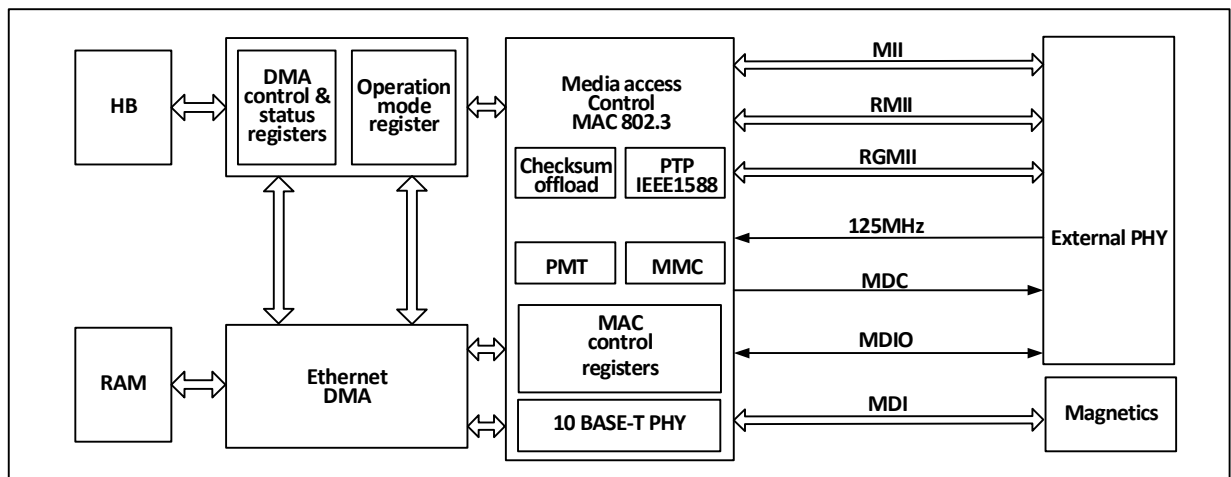 HB
DMA
control &
status
registers
Operation
mode
register
Media access
Control
MAC 802.3
Checksum
offload
PTP
IEEE1588
PMT
MMC
MAC
control
registers
10 BASE-T PHY
RAM
Ethernet
DMA
MII
RMII
RGMII
125MHz
MDC
MDIO
MDI
External PHY
Magnetics